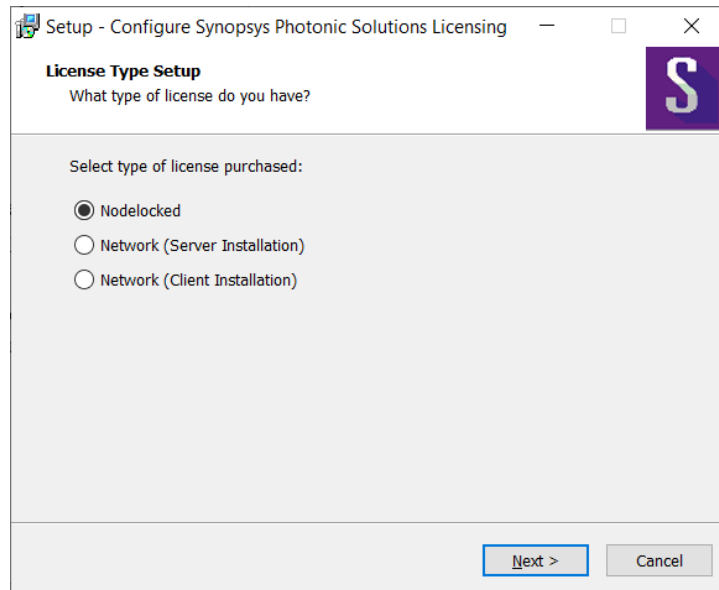 Setup - Configure Synopsys Photonic Solutions Licensing
License Type Setup
What type of license do you have?
S
Select type of license purchased:
Nodelocked
Network (Server Installation)
Network (Client Installation)
Next >
Cancel